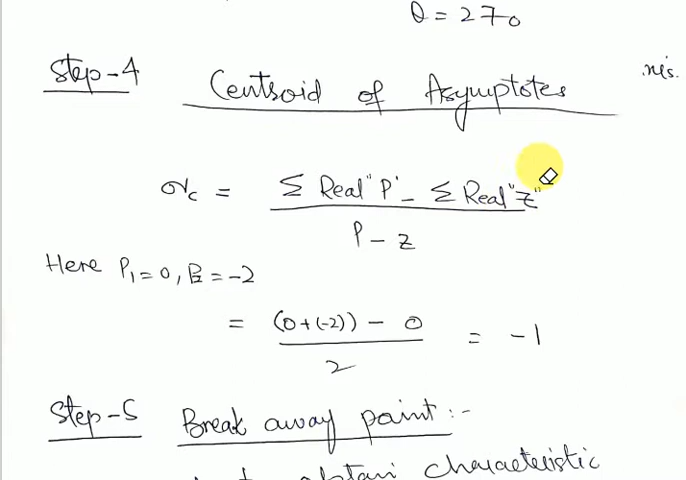 θ = 270
Step-4 Centroid of Asymptotes
σc = Σ Real "P" - Σ Real "Z"
P - Z
Here P1 = 0, P2 = -2
= (0+(-2)) - 0 = -1
2
Step-5 Break away point :-
obtain characteristic